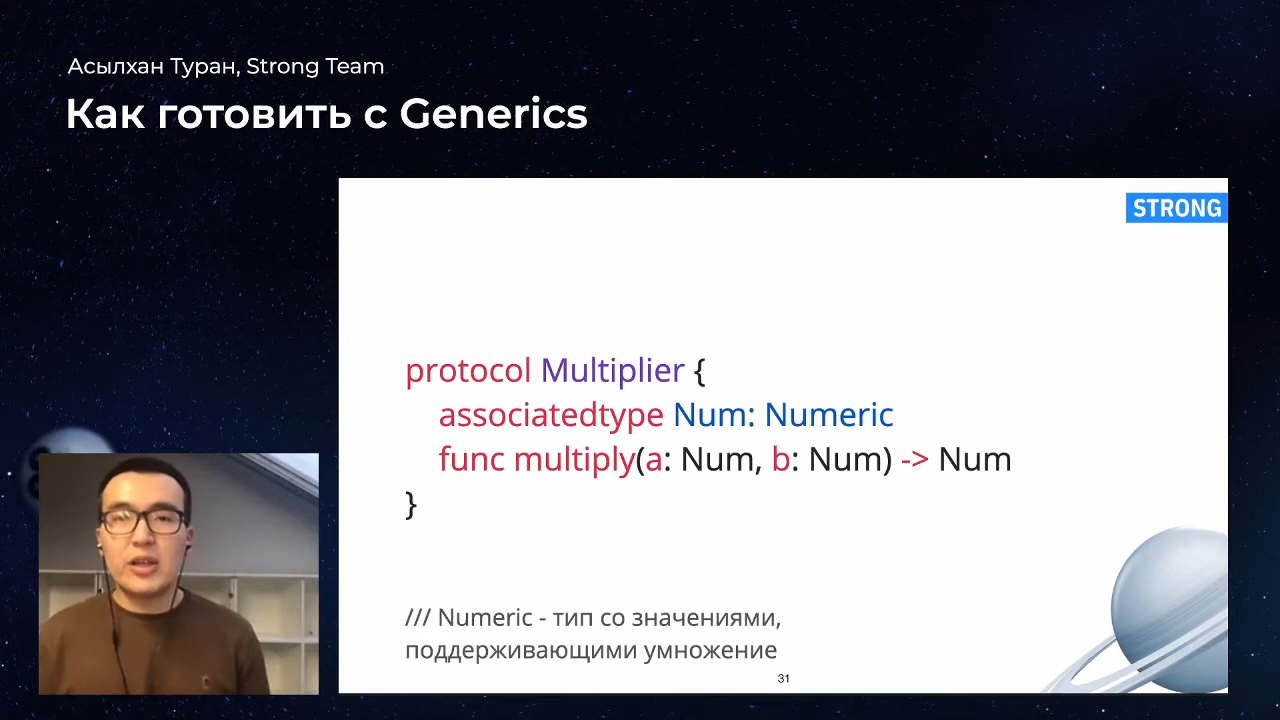 Асылхан Туран, Strong Team
Как готовить с Generics
STRONG
protocol Multiplier {
associatedtype Num: Numeric
func multiply(a: Num, b: Num) -> Num
}
/// Numeric - тип со значениями,
поддерживающими умножение
31